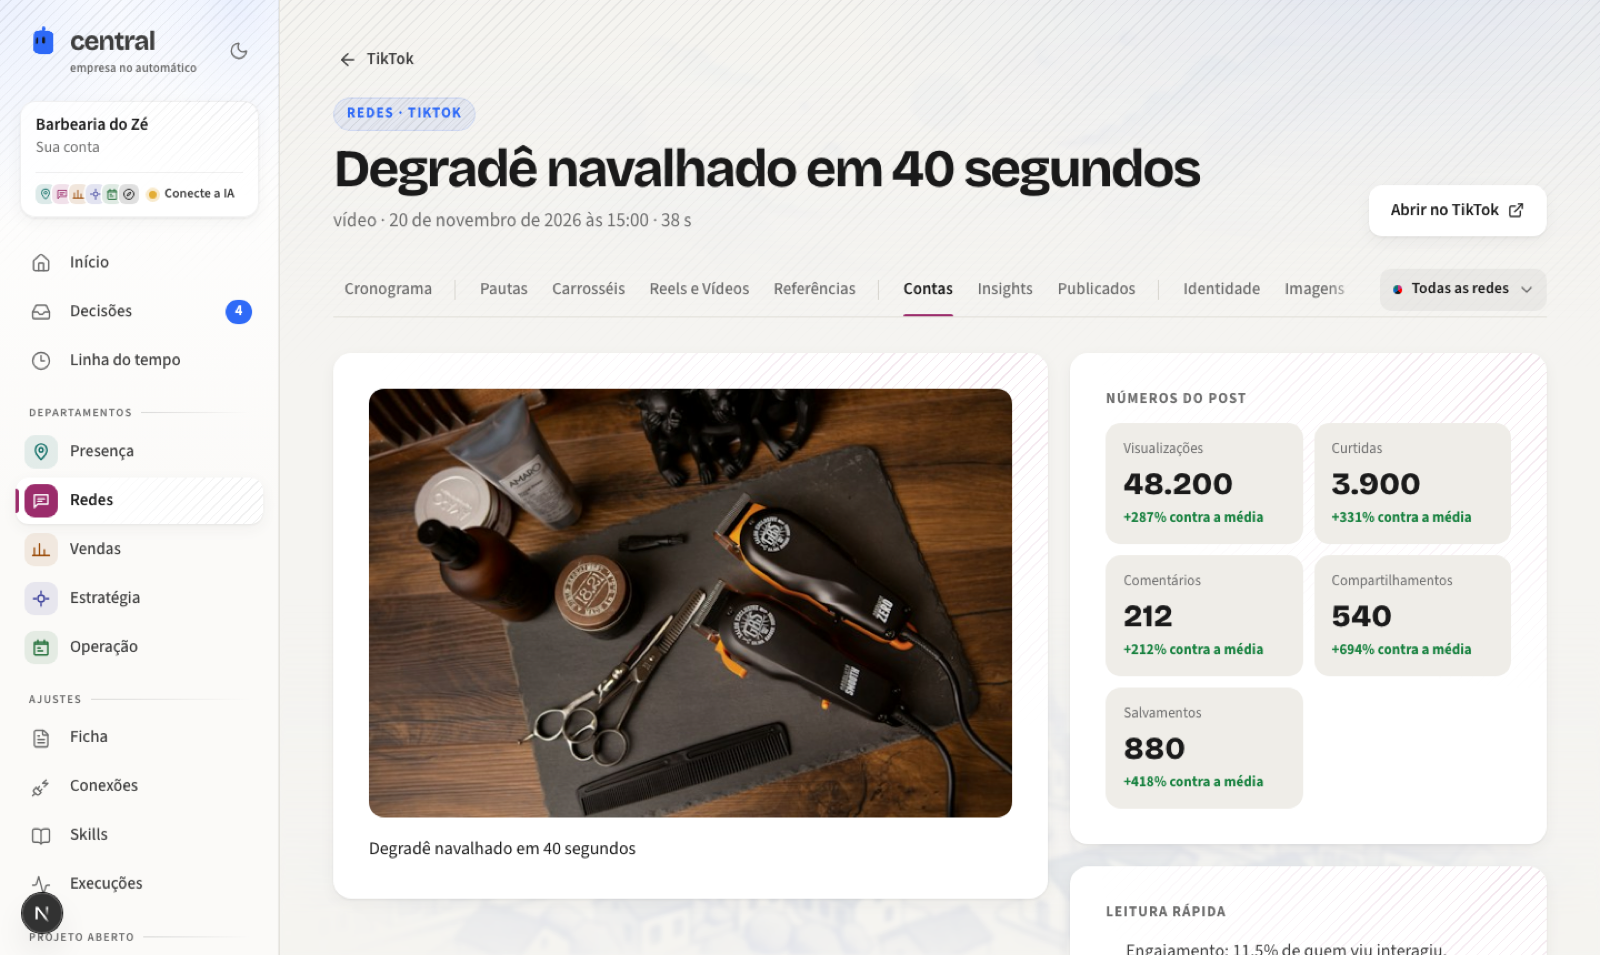 central
empresa no automático
Barbearia do Zé
Sua conta
Conecte a IA
Início
Decisões
4
Linha do tempo
DEPARTAMENTOS
Presença
Redes
Vendas
Estratégia
Operação
AJUSTES
Ficha
Conexões
Skills
Execuções
N
PROJETO ABERTO
TikTok
REDES · TIKTOK
Degradê navalhado em 40 segundos
vídeo · 20 de novembro de 2026 às 15:00 · 38 s
Abrir no TikTok
Cronograma
Pautas
Carrosséis
Reels e Vídeos
Referências
Contas
Insights
Publicados
Identidade
Imagens
Todas as redes
AMARO
1823
ZERO
Degradê navalhado em 40 segundos
NÚMEROS DO POST
Visualizações
48.200
+287% contra a média
Curtidas
3.900
+331% contra a média
Comentários
212
+212% contra a média
Compartilhamentos
540
+694% contra a média
Salvamentos
880
+418% contra a média
LEITURA RÁPIDA
Engajamento: 11,5% de quem viu interagiu.